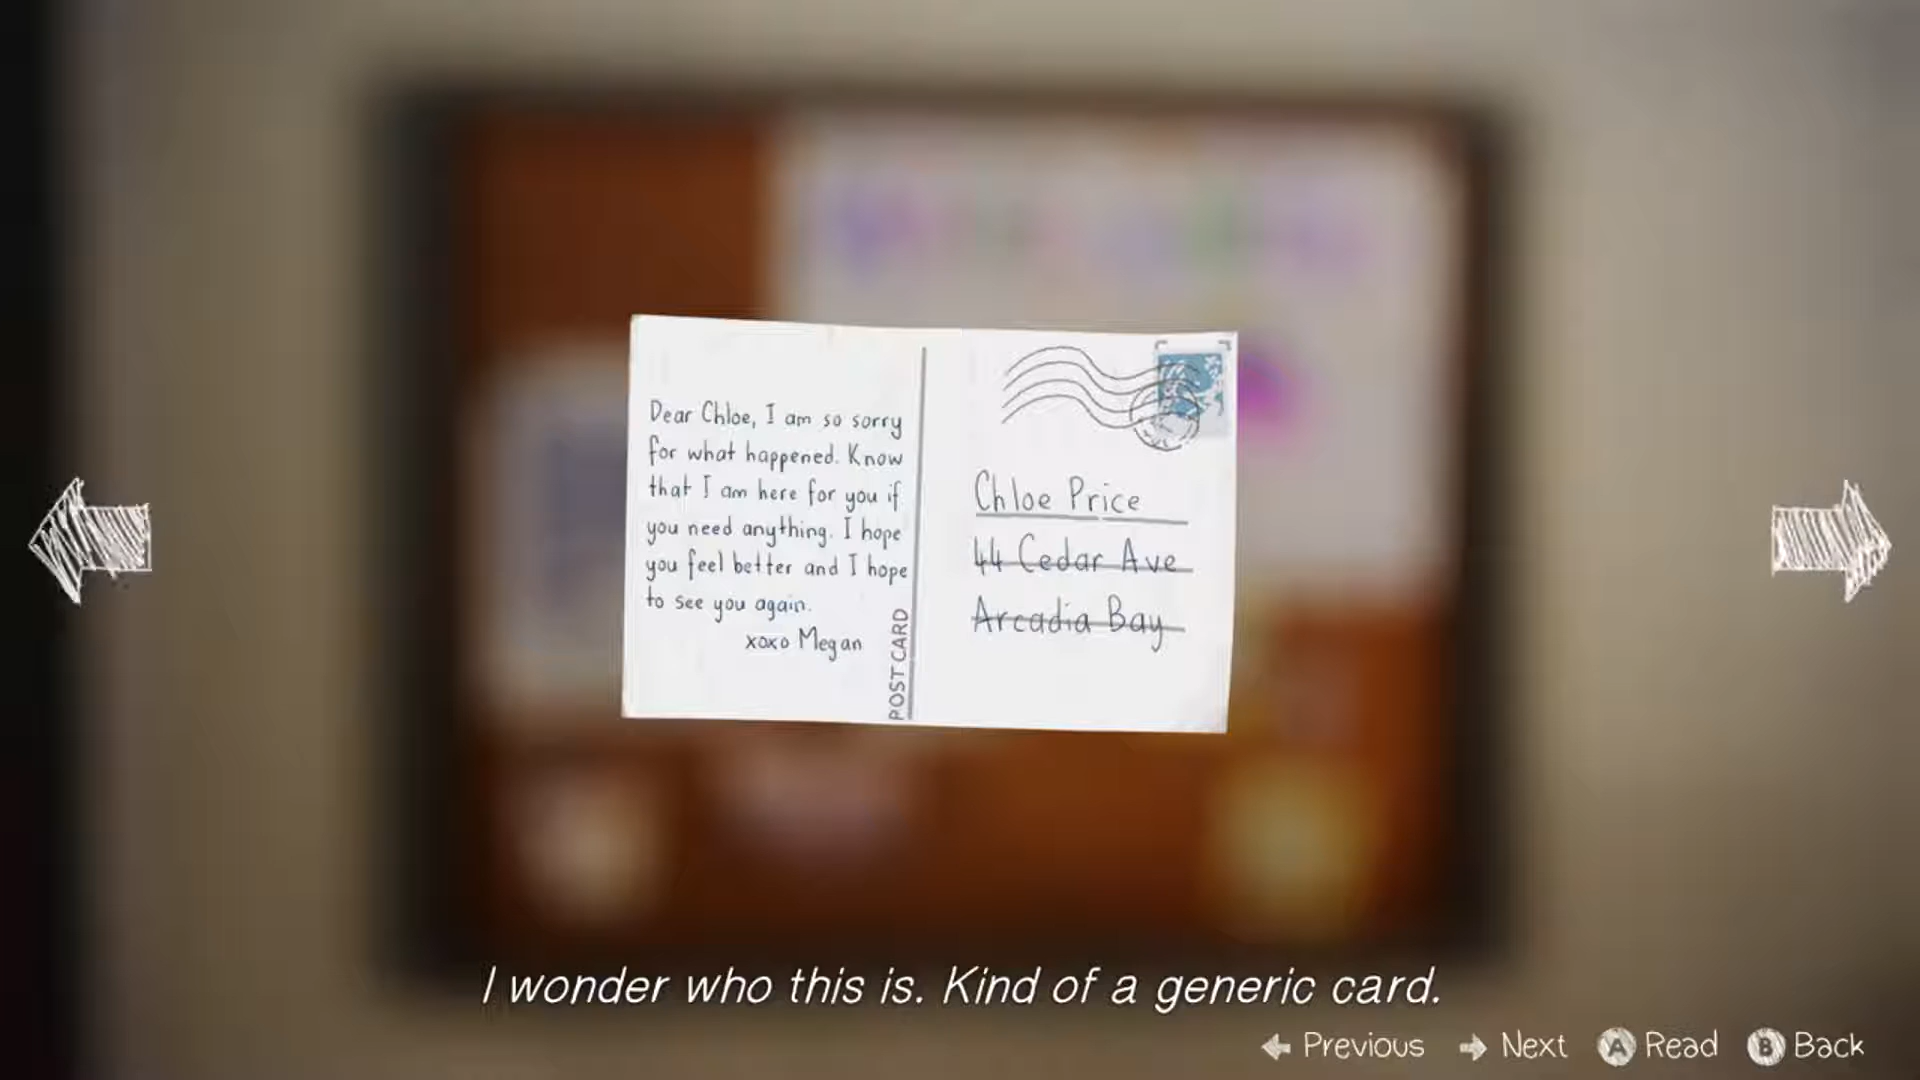 Dear Chloe, I am so sorry
for what happened. Know
that I am here for you if
you need anything. I hope
you feel better and I hope
to see you again.
xoxo Megan
POST CARD
Chloe Price
44 Cedar Ave
Arcadia Bay
I wonder who this is. Kind of a generic card.
Previous
Next
A Read
B Back